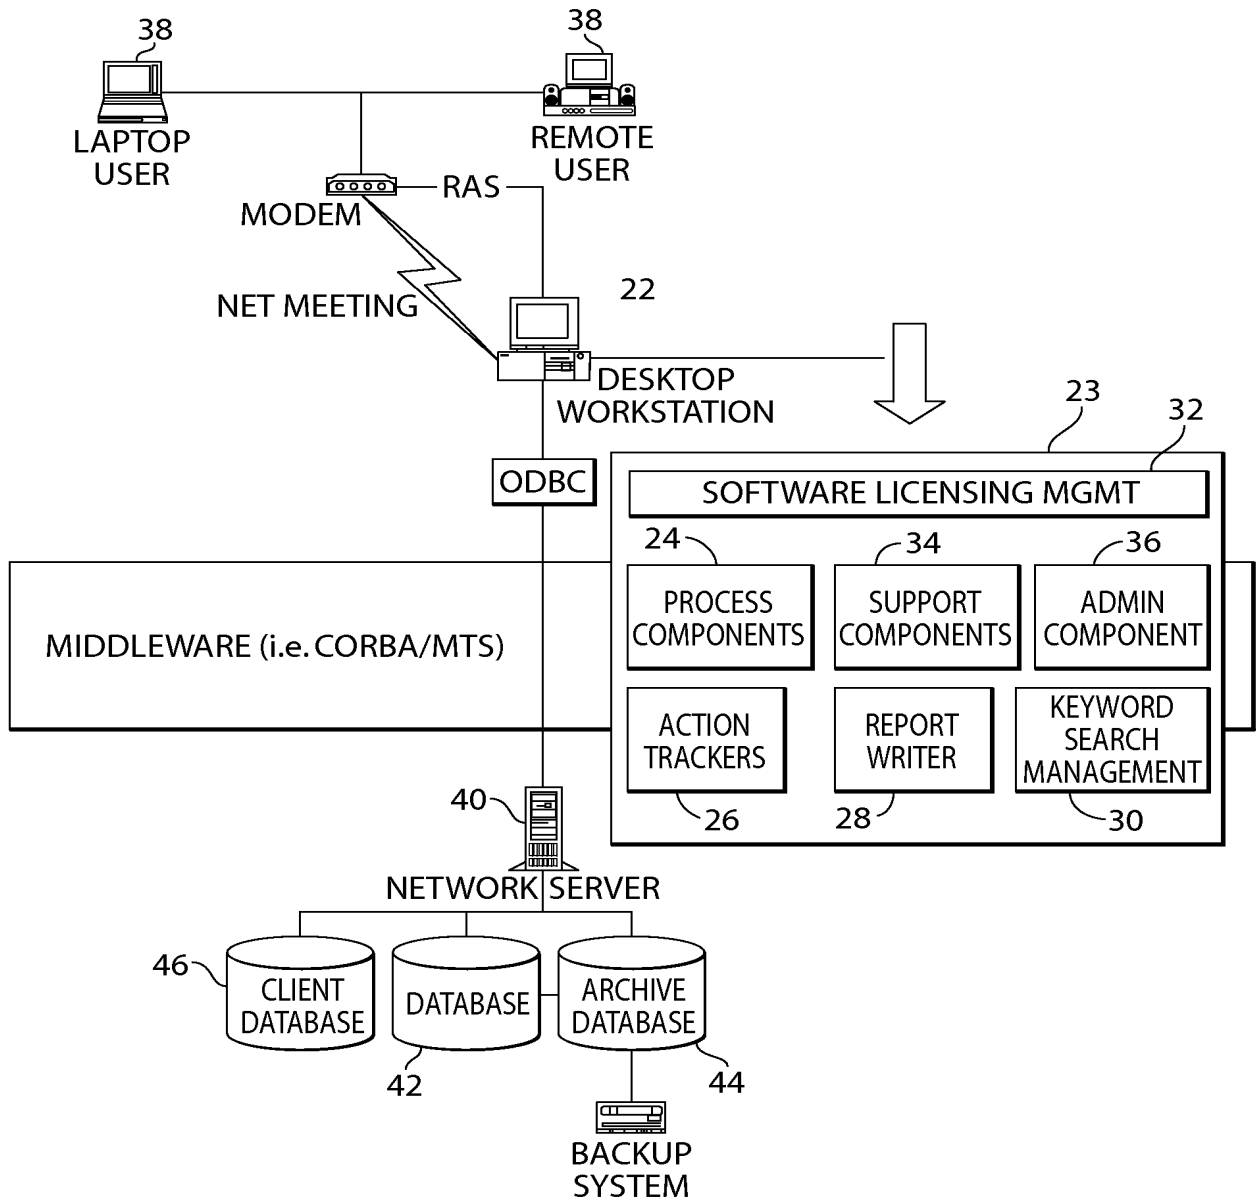 38
38
LAPTOP
USER
REMOTE
USER
RAS
MODEM
22
NET MEETING
DESKTOP
WORKSTATION
23
32
ODBC
SOFTWARE LICENSING MGMT
24
34
36
PROCESS
COMPONENTS
SUPPORT
COMPONENTS
ADMIN
COMPONENT
MIDDLEWARE (i.e. CORBA/MTS)
ACTION
TRACKERS
REPORT
WRITER
KEYWORD
SEARCH
MANAGEMENT
40
26
28
30
NETWORK SERVER
46
CLIENT
DATABASE
DATABASE
ARCHIVE
DATABASE
42
44
BACKUP
SYSTEM